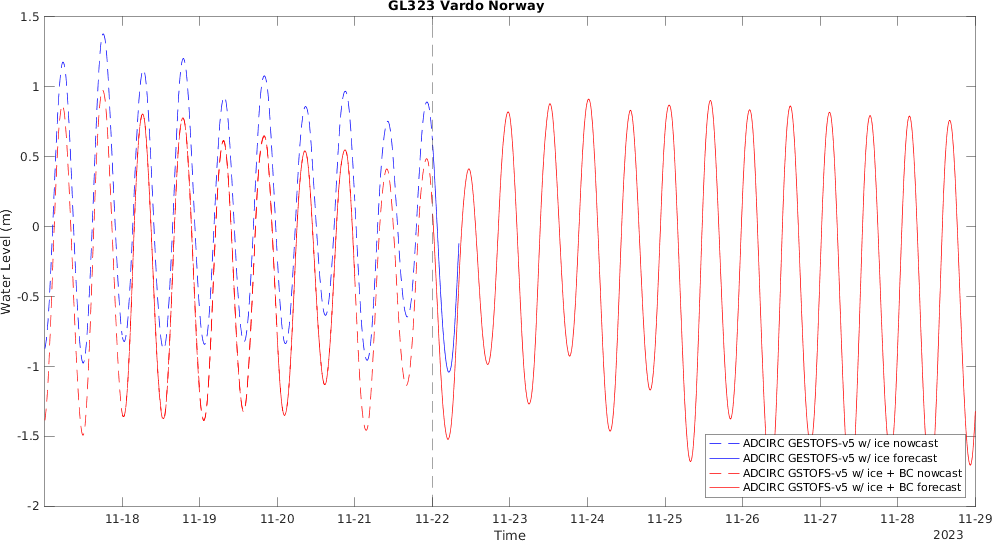 GL323 Vardo Norway
1.5
1
0.5
0
-0.5
-1
-1.5
-2
Water Level (m)
ADCIRC GESTOFS-v5 w/ ice nowcast
ADCIRC GESTOFS-v5 w/ ice forecast
ADCIRC GSTOFS-v5 w/ ice + BC nowcast
ADCIRC GSTOFS-v5 w/ ice + BC forecast
11-18 11-19 11-20 11-21 11-22 11-23 11-24 11-25 11-26 11-27 11-28 11-29
Time
2023